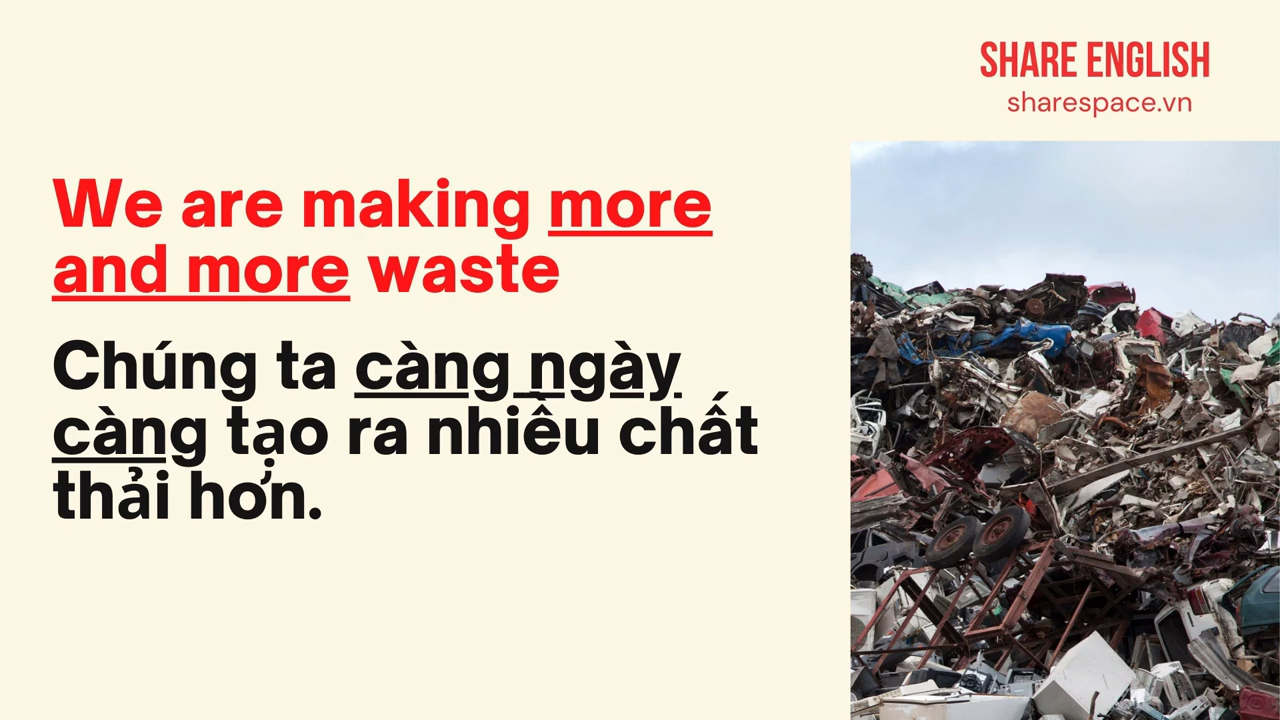 SHARE ENGLISH
sharespace.vn
We are making more
and more waste
Chúng ta càng ngày
càng tạo ra nhiều chất
thải hơn.